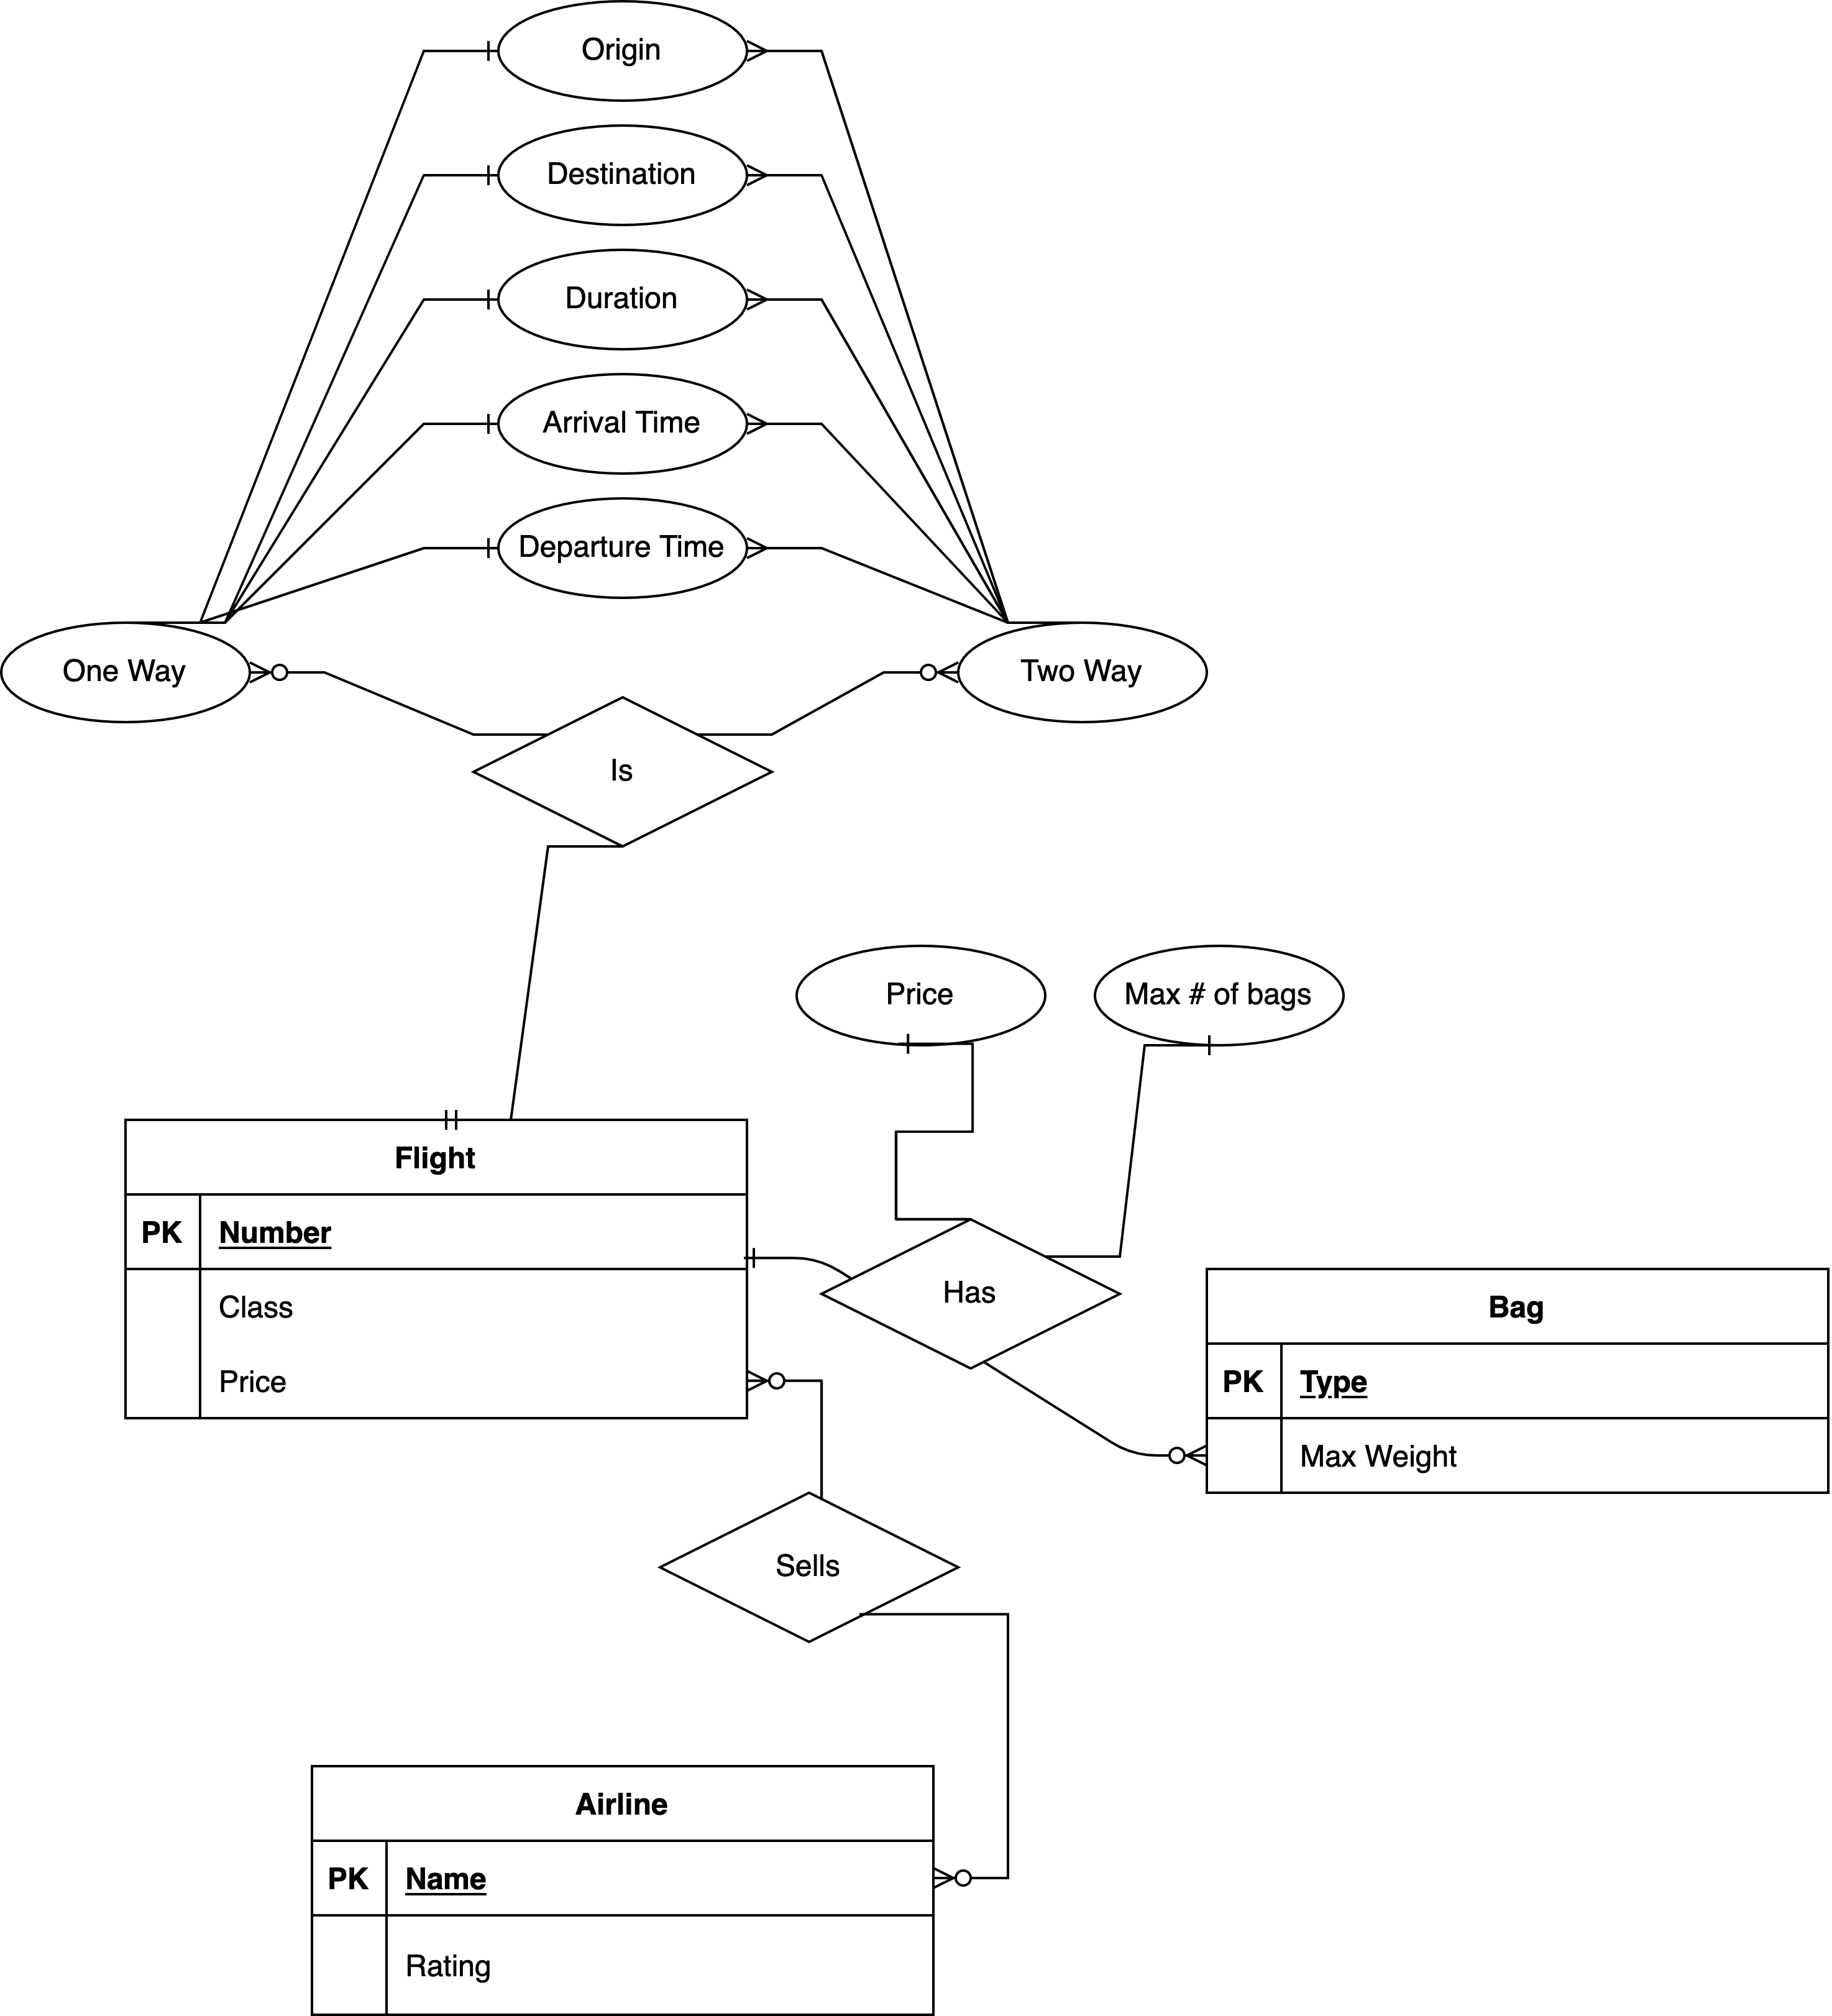 Origin
Destination
Duration
Arrival Time
Departure Time
One Way
Two Way
Is
Price
Max # of bags
Flight
PK
Number
Class
Price
Has
Bag
PK
Type
Max Weight
Sells
Airline
PK
Name
Rating